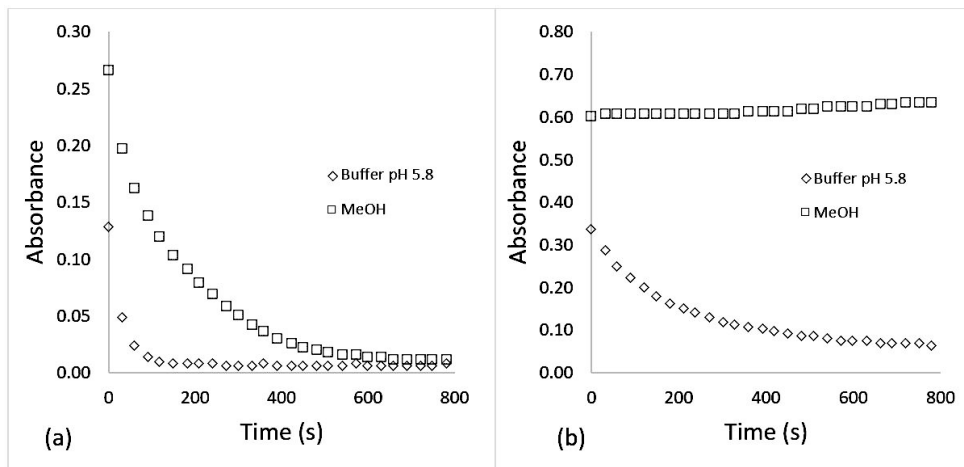 0.30
0.25
0.20
0.15
0.10
0.05
0.00
Absorbance
Buffer pH 5.8
MeOH
0 200 400 600 800
Time (s)
(a)
0.80
0.70
0.60
0.50
0.40
0.30
0.20
0.10
0.00
Absorbance
Buffer pH 5.8
MeOH
0 200 400 600 800
Time (s)
(b)